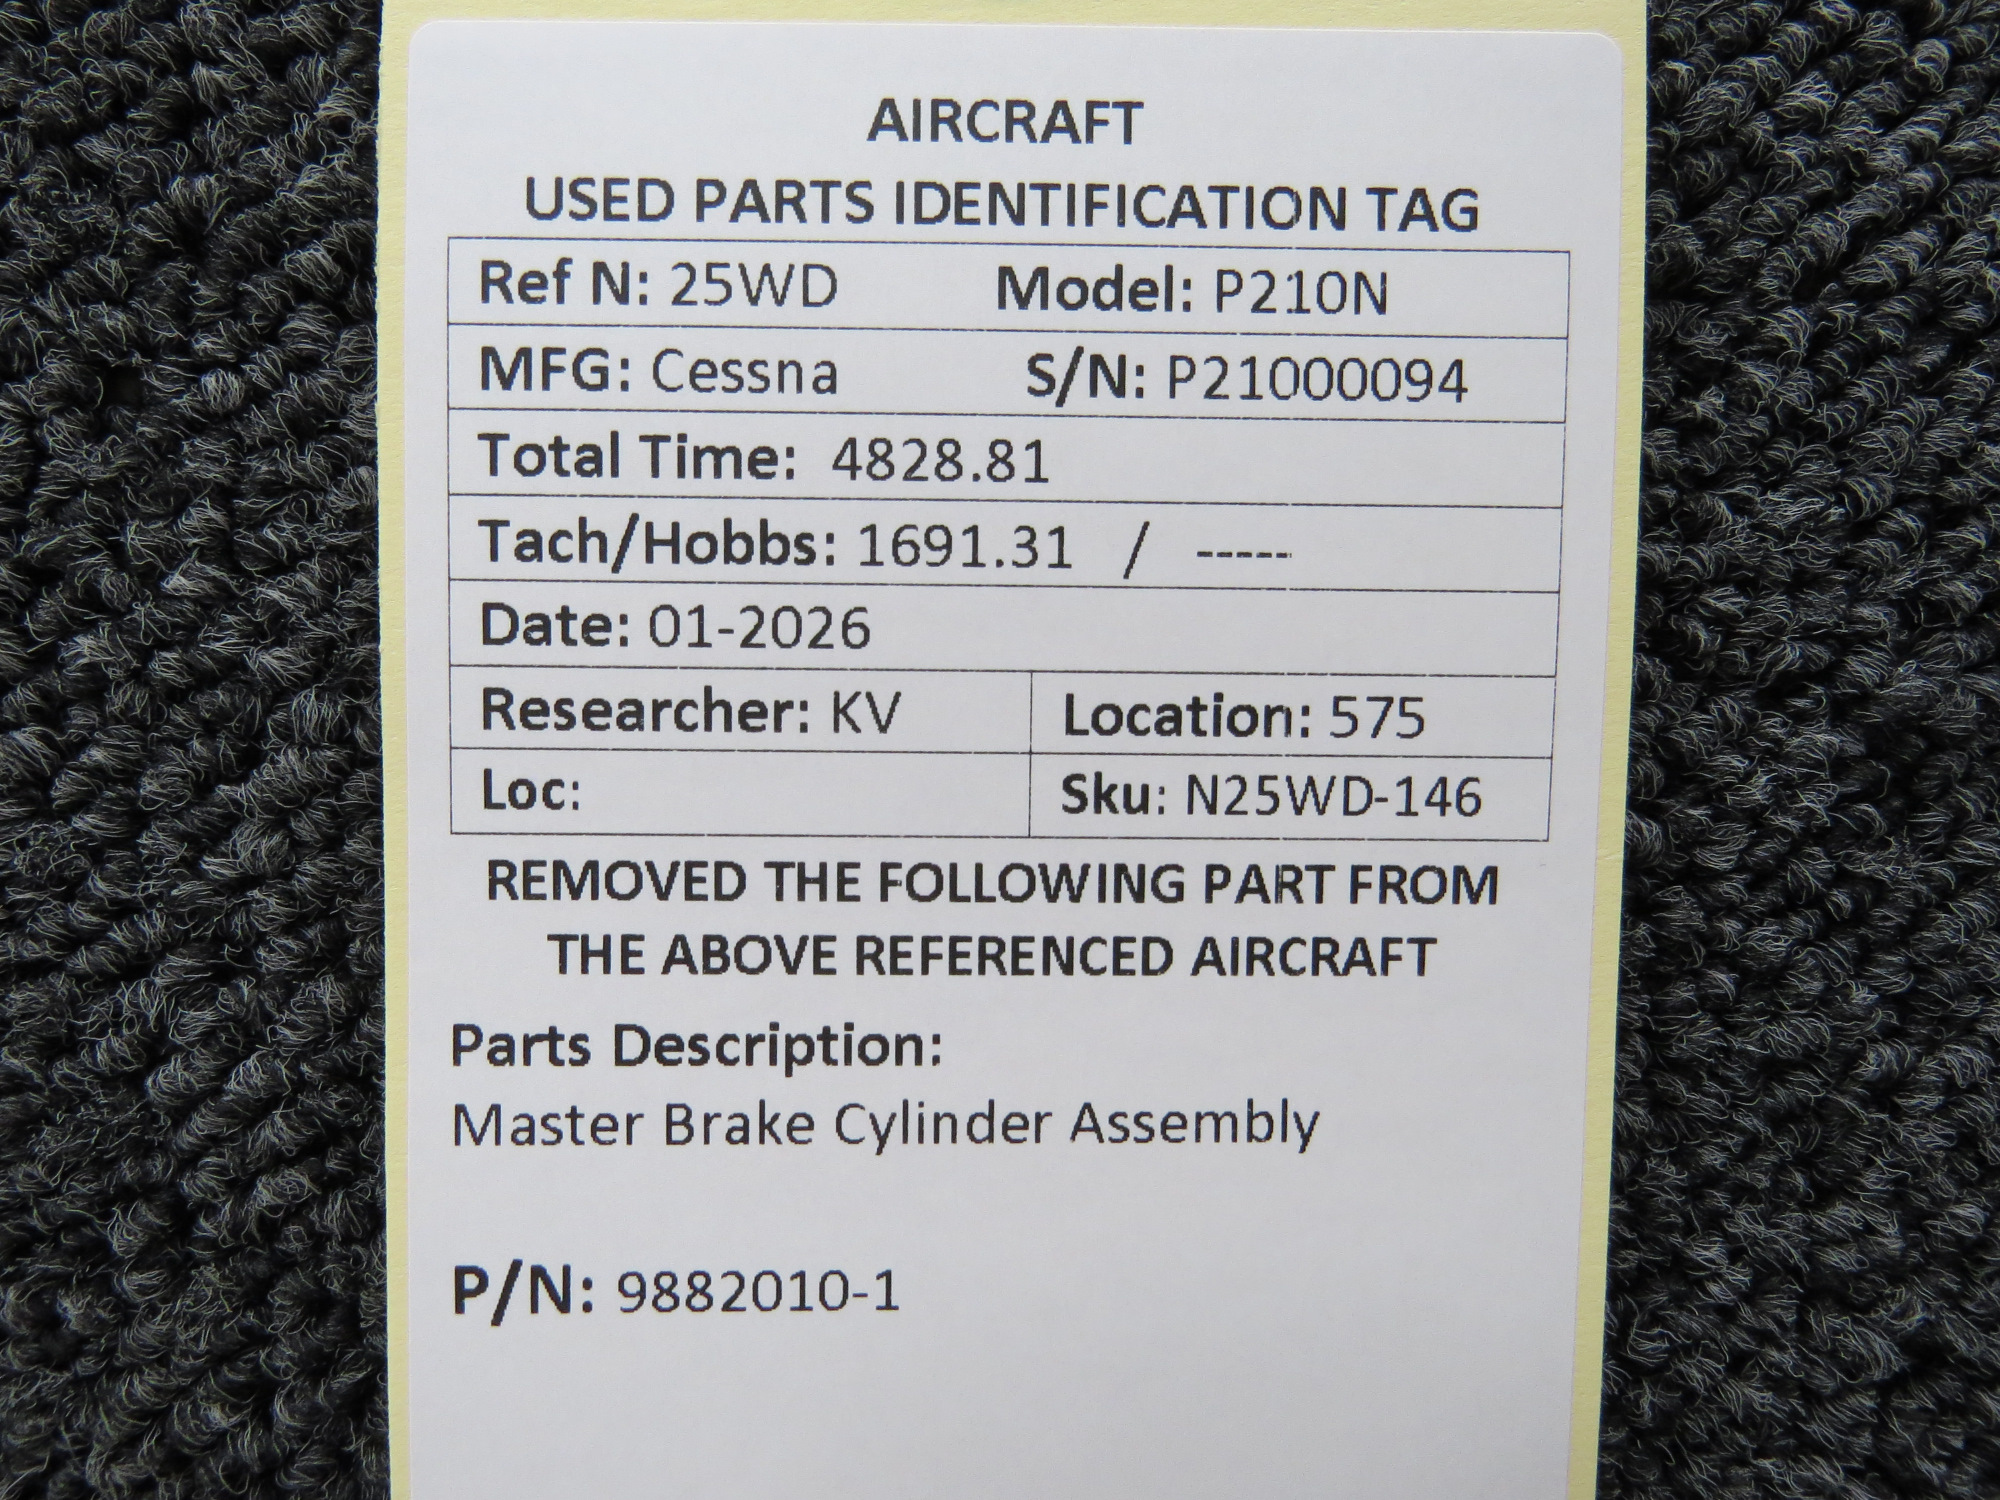 AIRCRAFT
USED PARTS IDENTIFICATION TAG
Ref N: 25WD Model: P210N
MFG: Cessna S/N: P21000094
Total Time: 4828.81
Tach/Hobbs: 1691.31 / -----
Date: 01-2026
Researcher: KV Location: 575
Loc: Sku: N25WD-146
REMOVED THE FOLLOWING PART FROM
THE ABOVE REFERENCED AIRCRAFT
Parts Description:
Master Brake Cylinder Assembly
P/N: 9882010-1